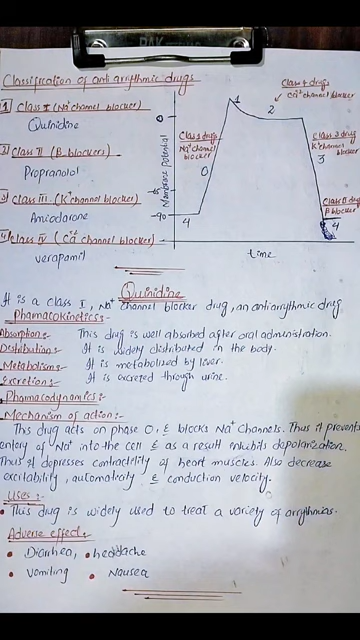 Classification of anti arrythmic drugs
1 Class I (Na+ channel blocker)
Quinidine
2 Class II (B blockers)
Propranolol
3 Class III (K+ channel blocker)
Amiodarone
4 Class IV (Ca+2 channel blocker)
verapamil
Class 4 drug
Ca+2 channel
blocker
1
2
0
Class 1 drug
Na+ channel
blocker
Class 3 drug
K+ channel
blocker
3
0
Membrane Potential
Class II drug
B blocker
-90
4
4
time
Quinidine
It is a class I, Na+ channel blocker drug, an antiarrythmic drug
Phamacokinetics:-
Absorption:- This drug is well absorbed after oral administration.
Distribution:- It is widely distributed in the body.
Metabolism:- It is metabolized by liver.
Excretion:- It is excreted through urine.
Phamacodynamics:-
Mechanism of action:-
This drug acts on phase 0, & blocks Na+ Channels. Thus it prevents
entery of Na+ into the cell & as a result inhibits depolarization.
Thus it depresses contractility of heart muscles. Also decrease
excitability, automaticity & conduction velocity.
Uses:-
• This drug is widely used to treat a variety of arrythmias.
Adverse effect:-
• Diarrhea, • headache
• Vomiting • Nausea